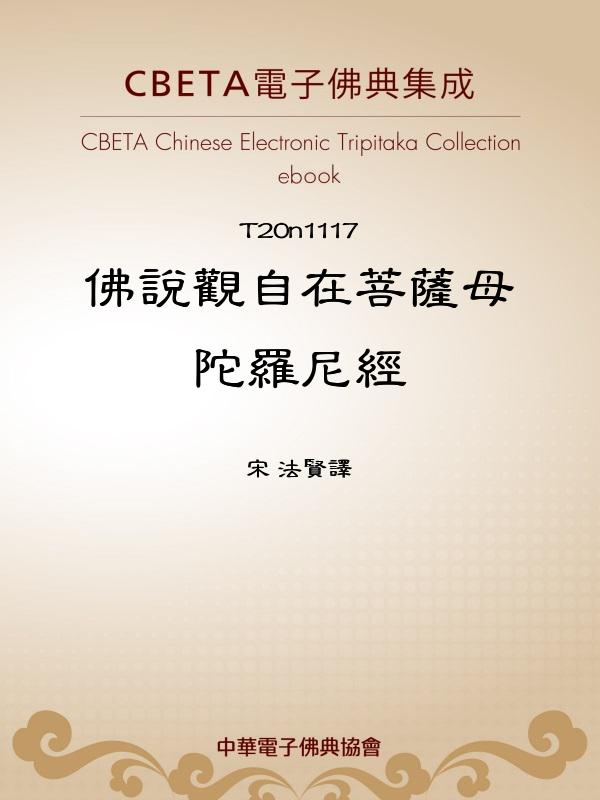 CBETA電子佛典集成
CBETA Chinese Electronic Tripitaka Collection
ebook
T20n1117
佛說觀自在菩薩母
陀羅尼經
宋 法賢譯
中華電子佛典協會